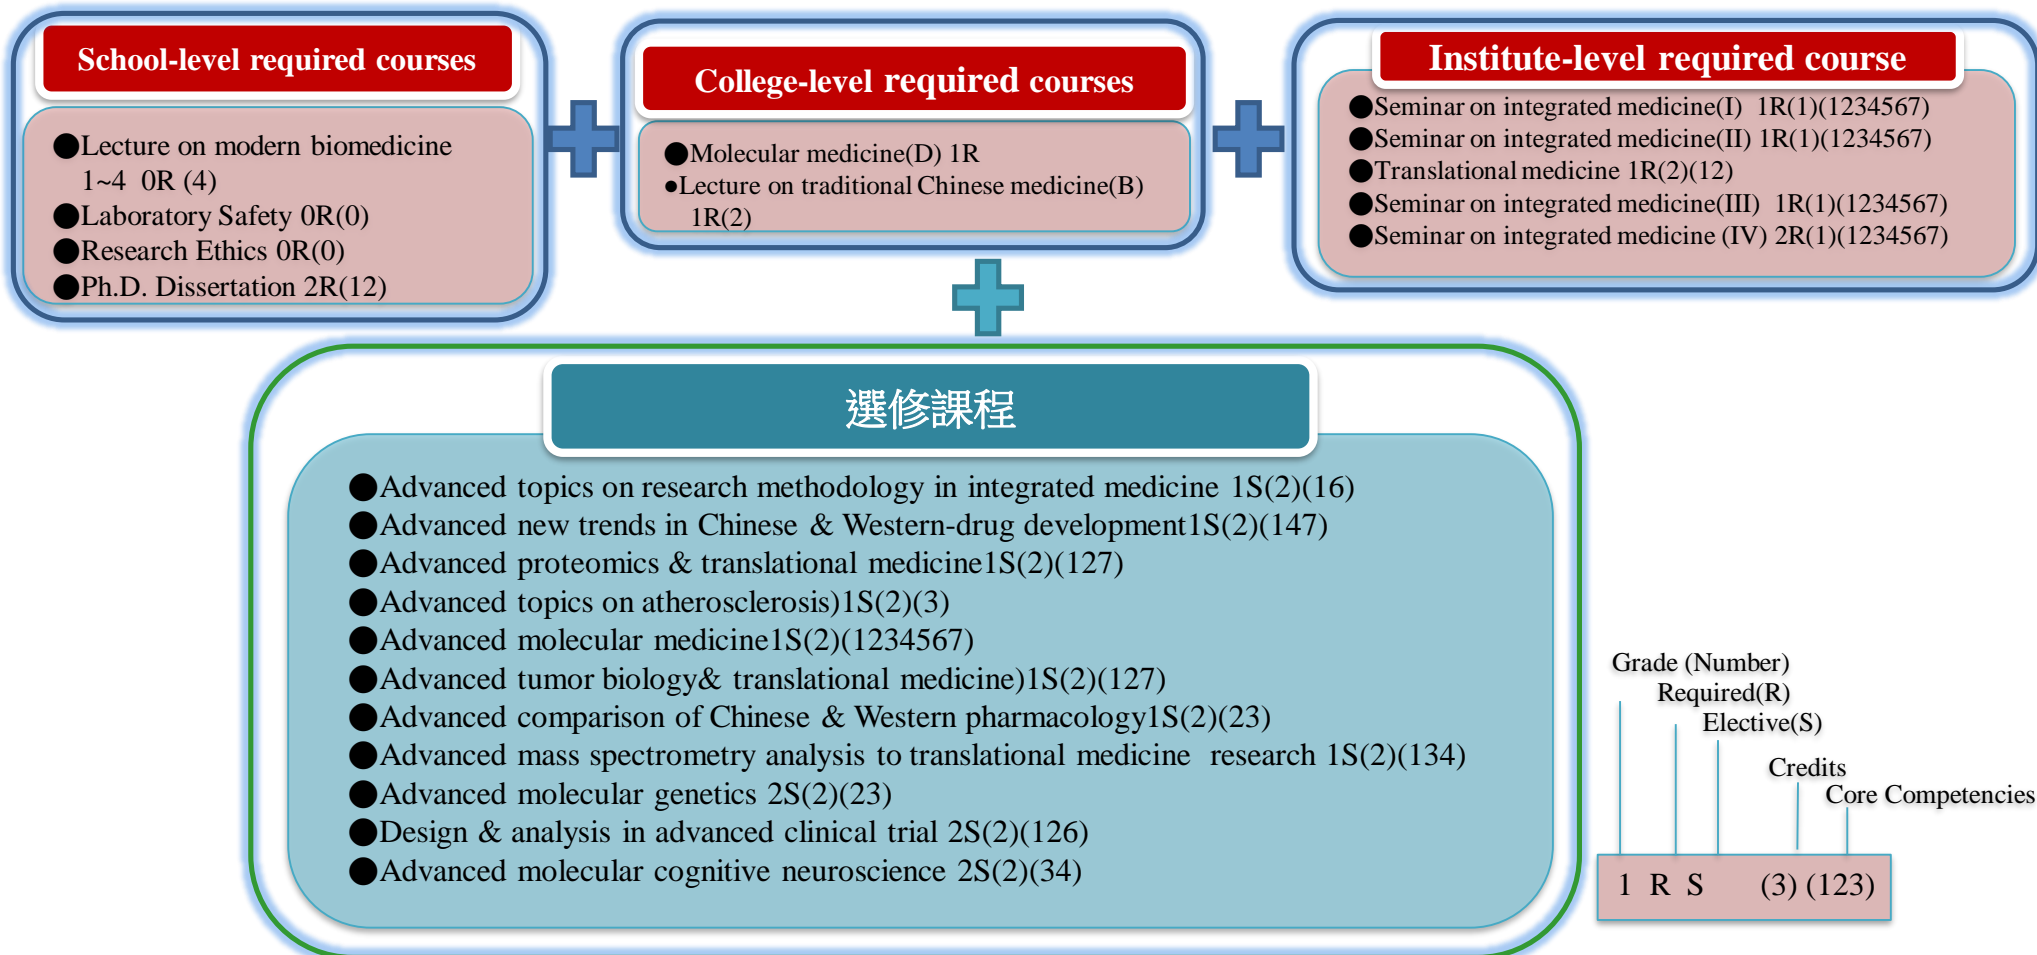 School-level required courses
●Lecture on modern biomedicine
1~4 0R (4)
●Laboratory Safety 0R(0)
●Research Ethics 0R(0)
●Ph.D. Dissertation 2R(12)
College-level required courses
●Molecular medicine(D) 1R
●Lecture on traditional Chinese medicine(B)
1R(2)
Institute-level required course
●Seminar on integrated medicine(I) 1R(1)(1234567)
●Seminar on integrated medicine(II) 1R(1)(1234567)
●Translational medicine 1R(2)(12)
●Seminar on integrated medicine(III) 1R(1)(1234567)
●Seminar on integrated medicine (IV) 2R(1)(1234567)
選修課程
●Advanced topics on research methodology in integrated medicine 1S(2)(16)
●Advanced new trends in Chinese & Western-drug development1S(2)(147)
●Advanced proteomics & translational medicine1S(2)(127)
●Advanced topics on atherosclerosis)1S(2)(3)
●Advanced molecular medicine1S(2)(1234567)
●Advanced tumor biology& translational medicine)1S(2)(127)
●Advanced comparison of Chinese & Western pharmacology1S(2)(23)
●Advanced mass spectrometry analysis to translational medicine research 1S(2)(134)
●Advanced molecular genetics 2S(2)(23)
●Design & analysis in advanced clinical trial 2S(2)(126)
●Advanced molecular cognitive neuroscience 2S(2)(34)
Grade (Number)
Required(R)
Elective(S)
Credits
Core Competencies
1 R S (3) (123)